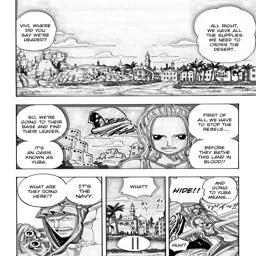 VIVI, WHERE
DID YOU
SAY WE'RE
HEADED?
ALL RIGHT,
WE HAVE ALL
THE SUPPLIES
WE NEED TO
CROSS THE
DESERT.
SO, WE'RE
GOING TO THEIR
BASE AND FIND
THEIR LEADER.
IT'S
AN OASIS
KNOWN AS
YUBA.
FIRST OF
ALL, WE HAVE
TO STOP THE
REBELS...
BEFORE
THEY BATHE
THIS LAND IN
BLOOD!!
WHAT ARE
THEY DOING
HERE!?
IT'S
THE
NAVY.
WHAT?
!!
HIDE!!
AND
GOING
TO YUBA
MEANS...
HUH?